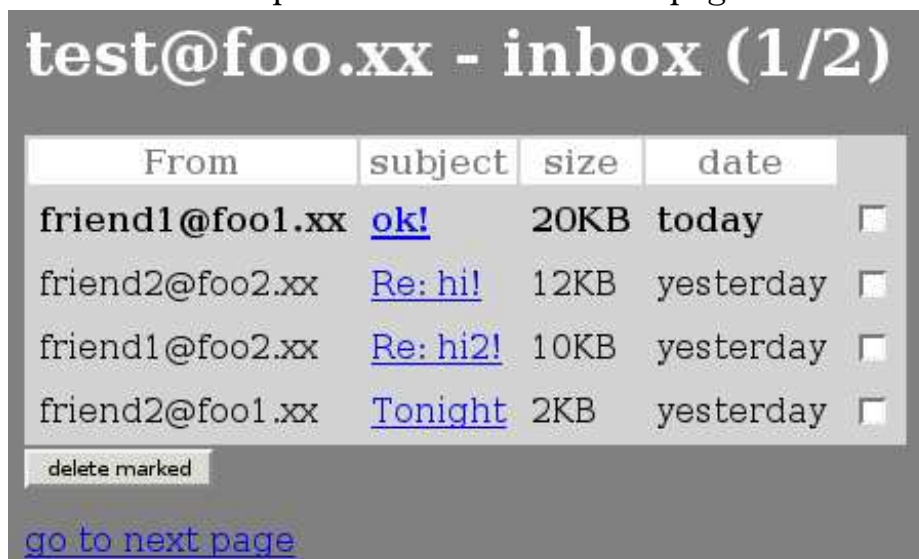 test@foo.xx - inbox (1/2)
From subject size date
friend1@foo1.xx ok! 20KB today
friend2@foo2.xx Re: hi! 12KB yesterday
friend1@foo2.xx Re: hi2! 10KB yesterday
friend2@foo1.xx Tonight 2KB yesterday
delete marked
go to next page